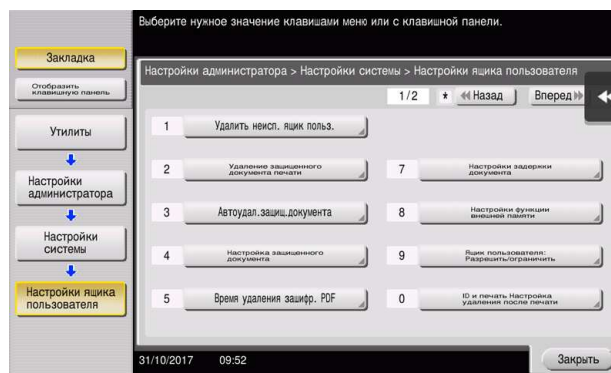 Выберите нужное значение клавишами меню или с клавишной панели.
Закладка
Отобразить
клавишную панель
Утилиты
Настройки
администратора
Настройки
системы
Настройки ящика
пользователя
Настройки администратора > Настройки системы > Настройки ящика пользователя
1/2
*
Назад
Вперед
1 Удалить неисп. ящик польз.
2 Удаление защищенного
документа печати
3 Автоудал.защищ.документа
4 Настройка защищенного
документа
5 Время удаления зашифр. PDF
7 Настройки задержки
документа
8 Настройки функции
внешней памяти
9 Ящик пользователя:
Разрешить/ограничить
0 ID и печать Настройка
удаления после печати
31/10/2017 09:52
Закрыть